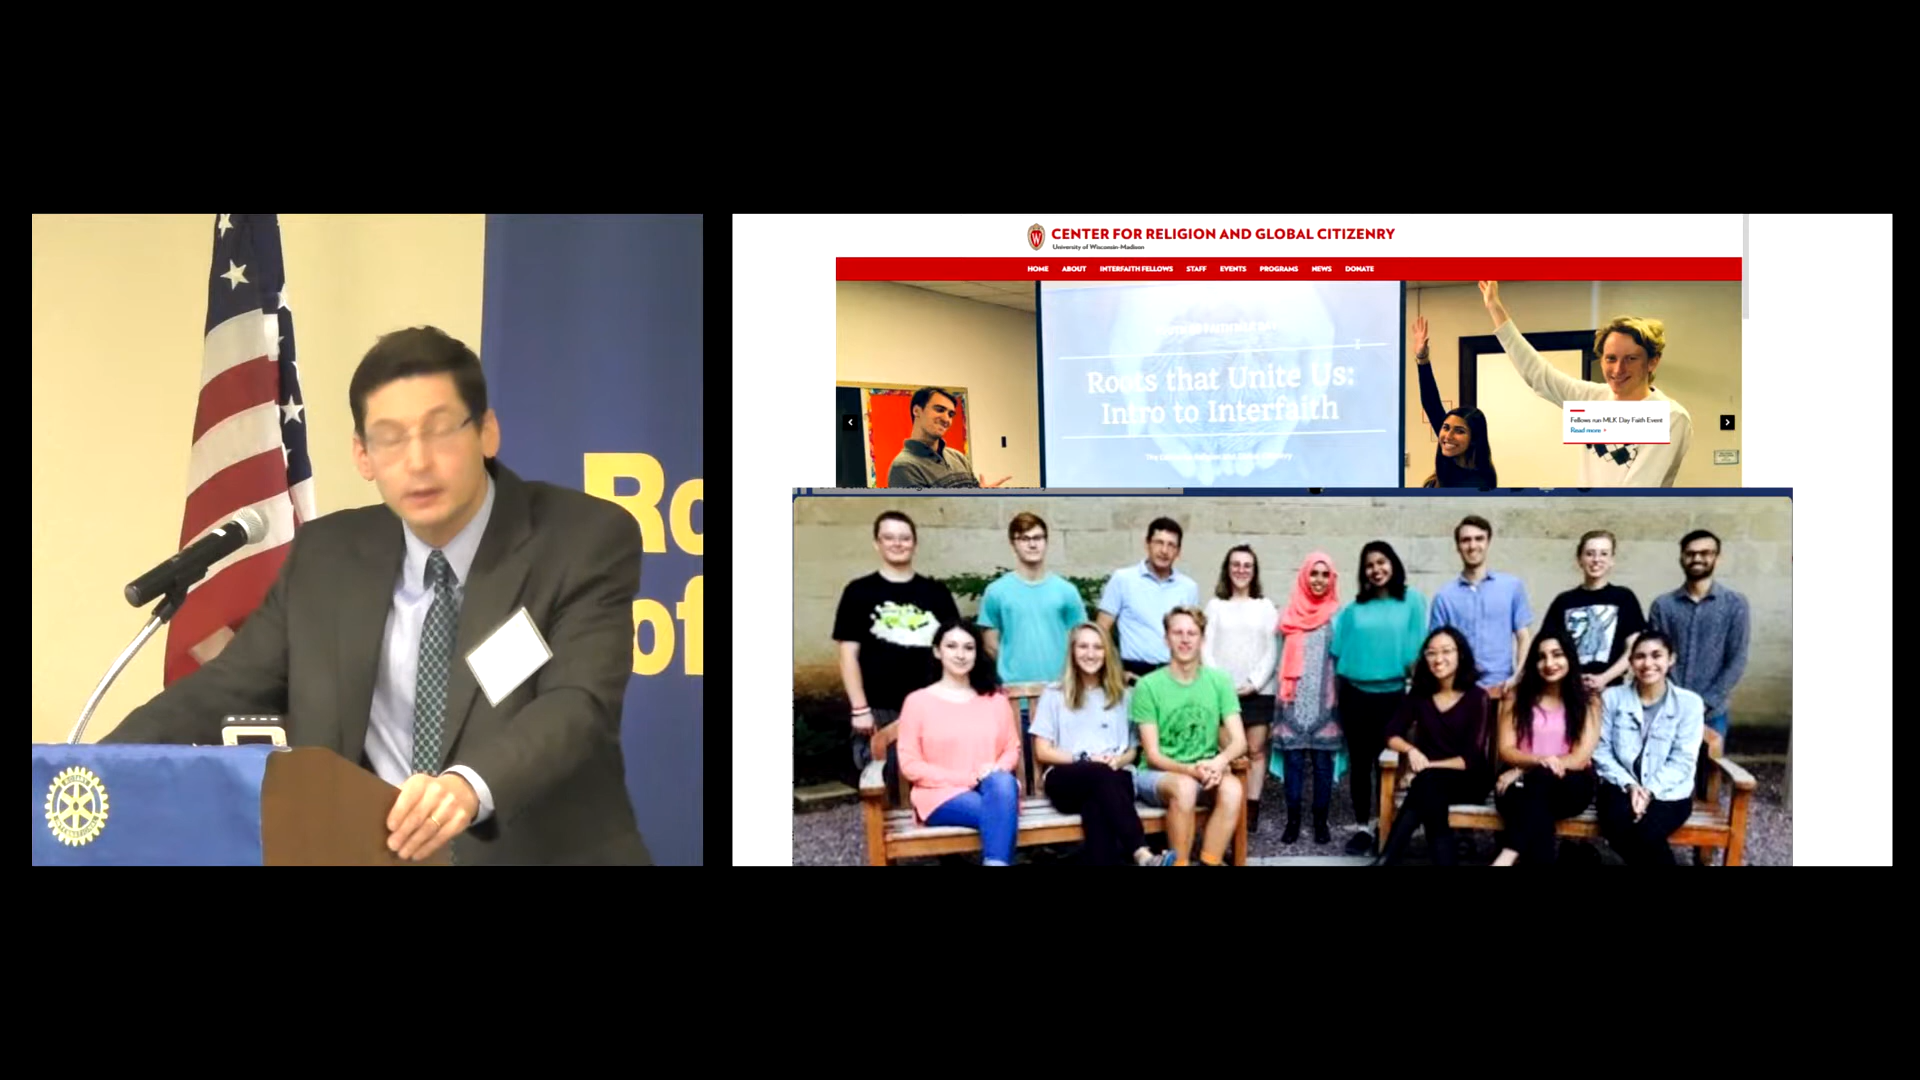 Ro
of
CENTER FOR RELIGION AND GLOBAL CITIZENRY
University of Wisconsin-Madison
HOME ABOUT INTERFAITH FELLOWS STAFF EVENTS PROGRAMS NEWS DONATE
Roots that Unite Us:
Intro to Interfaith
Fellows run MLK Day Faith Event
Read more